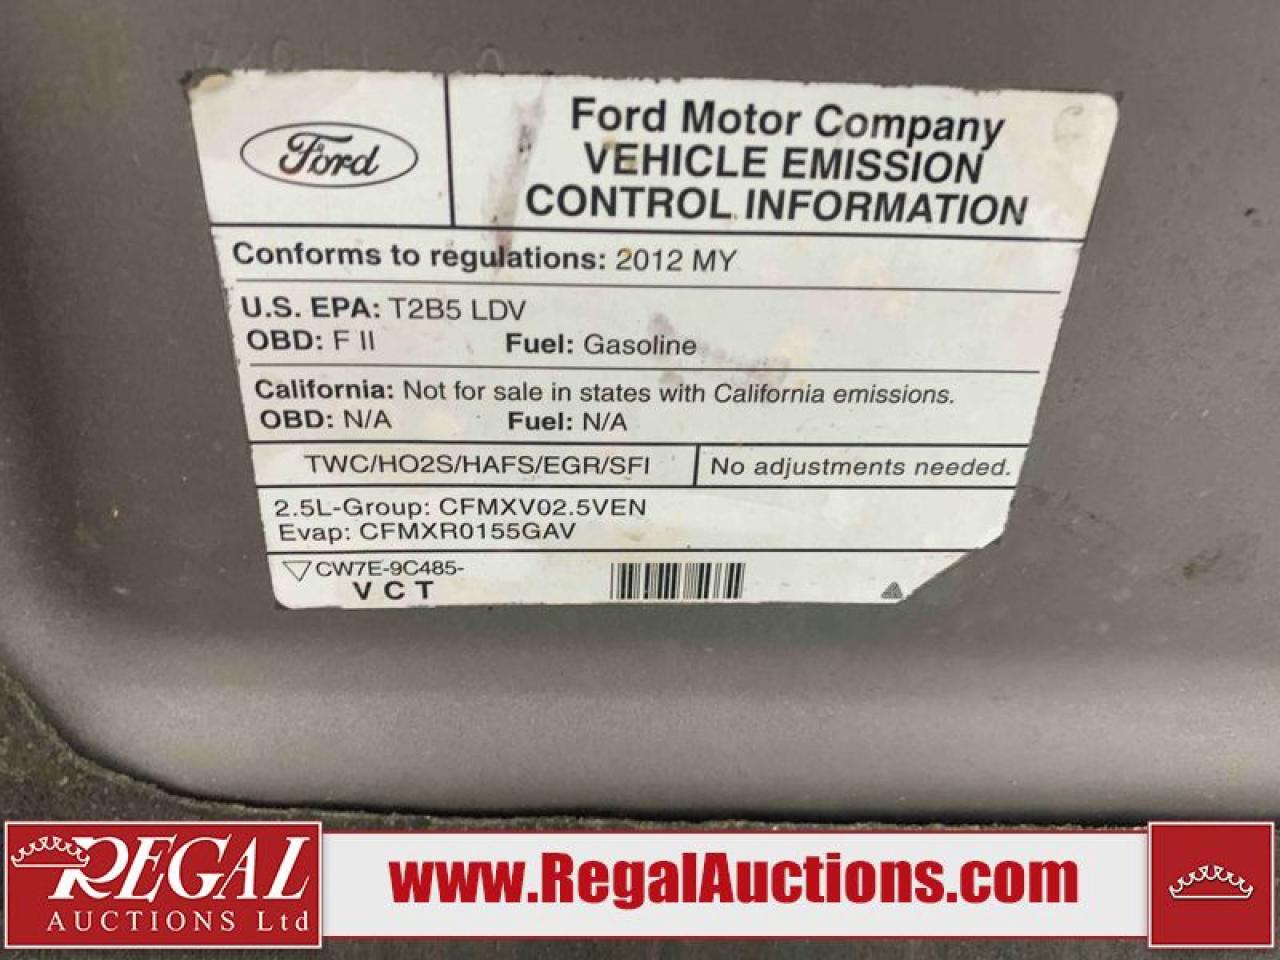 Ford
Ford Motor Company
VEHICLE EMISSION
CONTROL INFORMATION
Conforms to regulations: 2012 MY
U.S. EPA: T2B5 LDV
OBD: F II Fuel: Gasoline
California: Not for sale in states with California emissions.
OBD: N/A Fuel: N/A
TWC/HO2S/HAFS/EGR/SFI No adjustments needed.
2.5L-Group: CFMXV02.5VEN
Evap: CFMXR0155GAV
CW7E-9C485-
VCT
REGAL
AUCTIONS Ltd
www.RegalAuctions.com